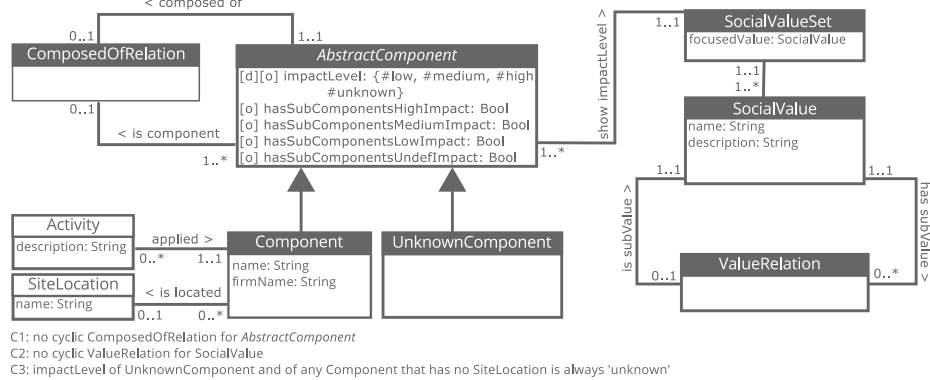 < composed of
0..1
1..1
ComposedOfRelation
0..1
< is component
1..*
AbstractComponent
[d][o] impactLevel: {#low, #medium, #high
#unknown}
[o] hasSubComponentsHighImpact: Bool
[o] hasSubComponentsMediumImpact: Bool
[o] hasSubComponentsLowImpact: Bool
[o] hasSubComponentsUndefImpact: Bool
1..*
show impactLevel >
1..1
SocialValueSet
focusedValue: SocialValue
1..1
1..*
SocialValue
name: String
description: String
1..1
1..1
is subValue >
has subValue >
0..1
0..*
ValueRelation
Activity
description: String
applied >
0..*
1..1
Component
name: String
firmName: String
UnknownComponent
SiteLocation
name: String
< is located
0..1
0..*
C1: no cyclic ComposedOfRelation for AbstractComponent
C2: no cyclic ValueRelation for SocialValue
C3: impactLevel of UnknownComponent and of any Component that has no SiteLocation is always 'unknown'